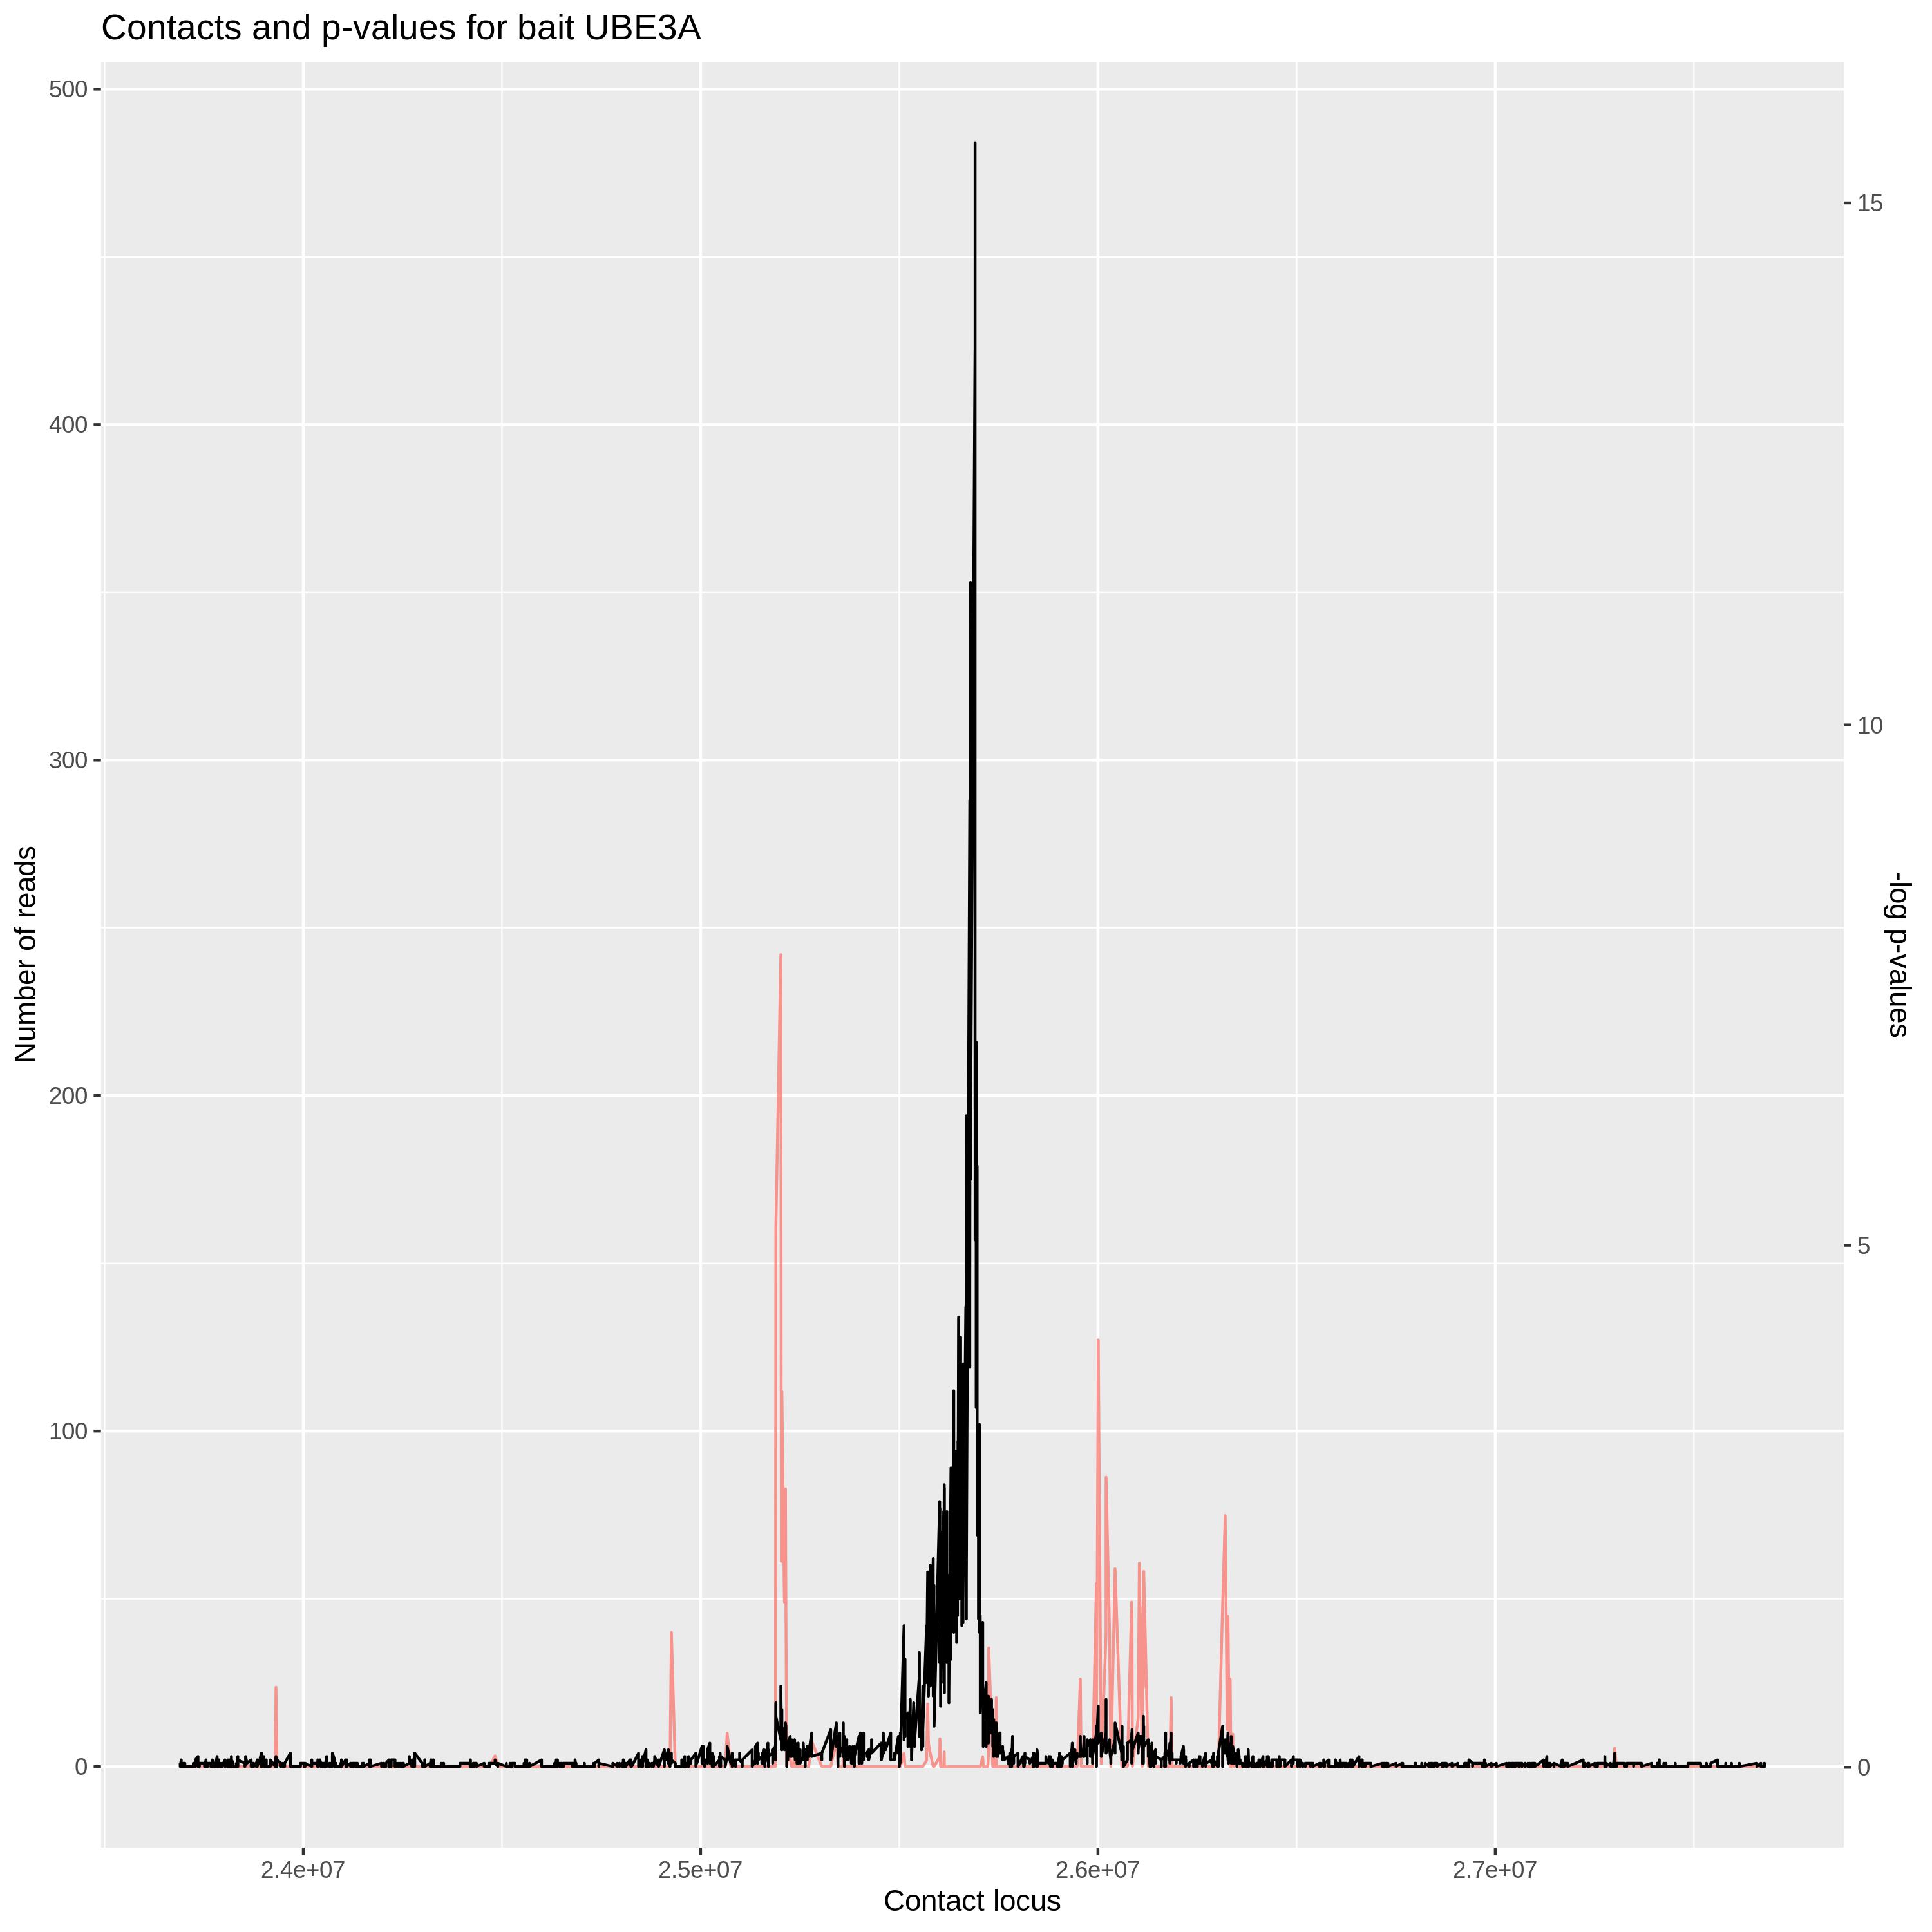 Contacts and p-values for bait UBE3A
500
400
300
200
100
0
Number of reads
15
10
5
0
-log p-values
2.4e+07
2.5e+07
2.6e+07
2.7e+07
Contact locus